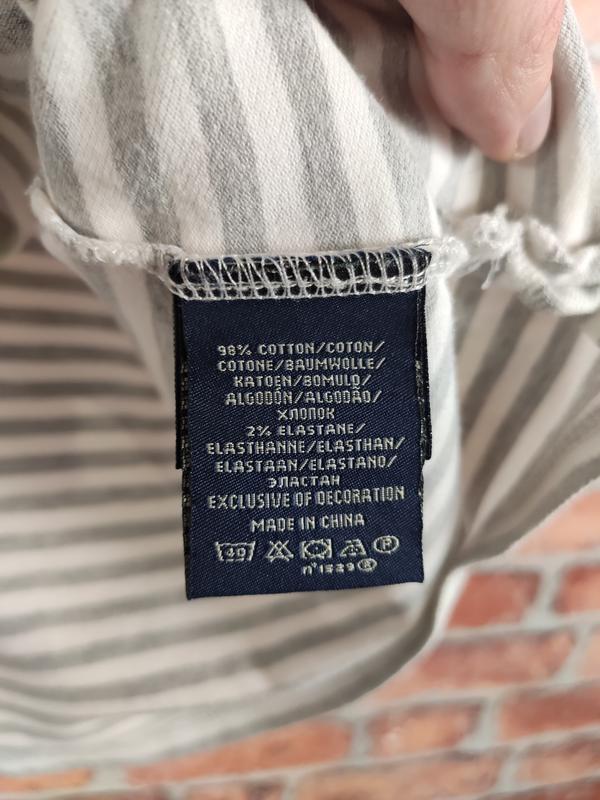 98% COTTON/COTON/
COTONE/BAUMWOLLE/
KATOEN/BOMULD/
ALGODÓN/ALGODÃO/
ХЛОПОК
2% ELASTANE/
ELASTHANNE/ELASTHAN/
ELASTAAN/ELASTANO/
ЭЛАСТАН
EXCLUSIVE OF DECORATION
MADE IN CHINA
40 P